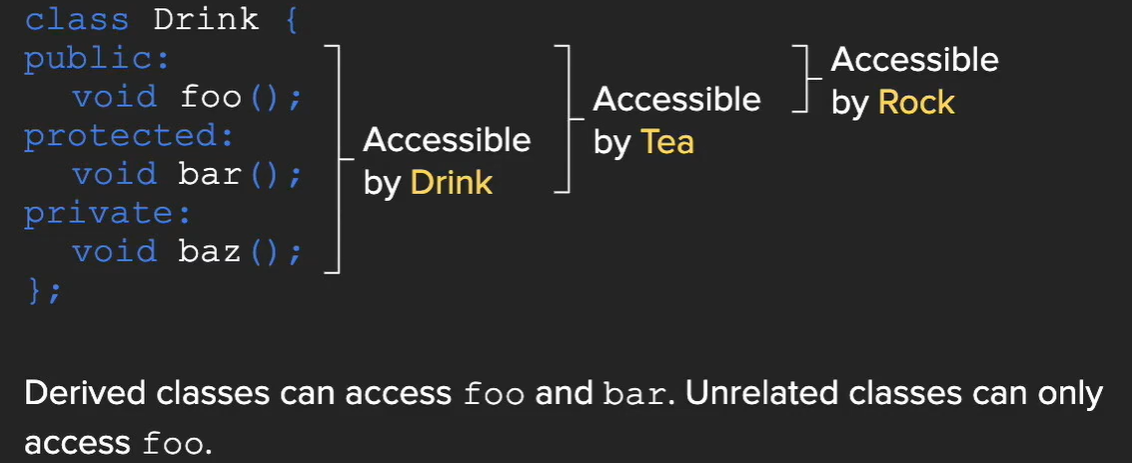 class Drink {
public:
void foo();
protected:
void bar();
private:
void baz();
};
Accessible
by Drink
Accessible
by Tea
Accessible
by Rock
Derived classes can access foo and bar. Unrelated classes can only
access foo.